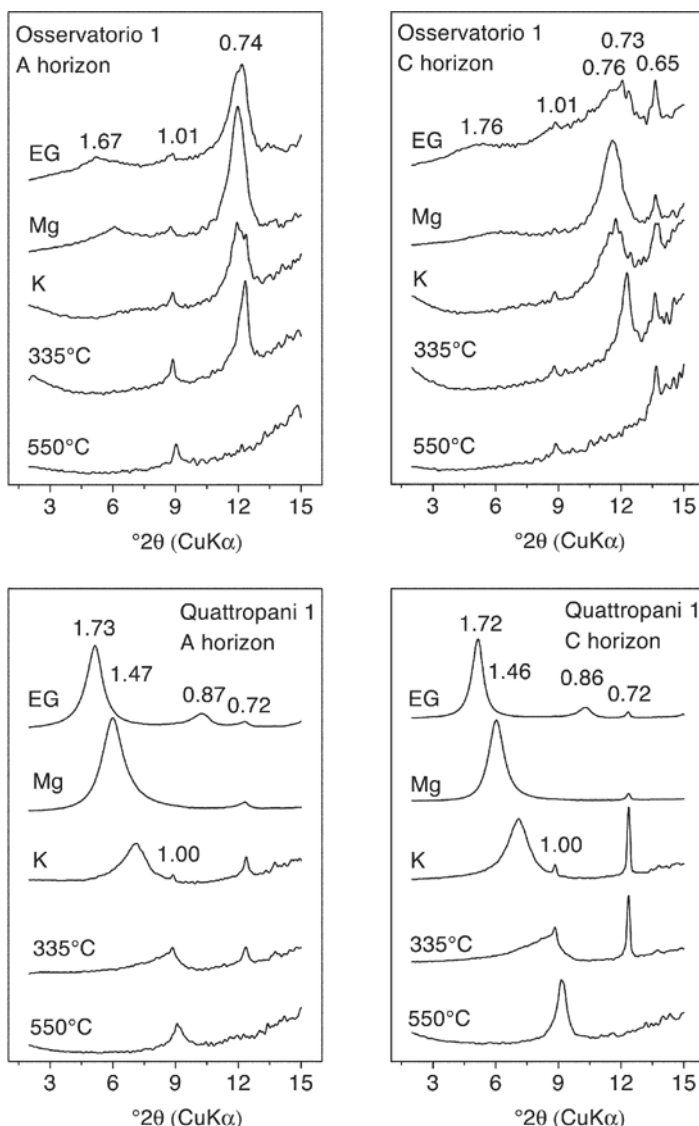 Osservatorio 1
A horizon
0.74
1.67
1.01
EG
Mg
K
335°C
550°C
3 6 9 12 15
°2θ (CuKα)
Osservatorio 1
C horizon
0.73
0.76 0.65
1.01
1.76
EG
Mg
K
335°C
550°C
3 6 9 12 15
°2θ (CuKα)
Quattropani 1
A horizon
1.73
1.47
0.87
0.72
EG
Mg
K
1.00
335°C
550°C
3 6 9 12 15
°2θ (CuKα)
Quattropani 1
C horizon
1.72
1.46
0.86
0.72
EG
Mg
K
1.00
335°C
550°C
3 6 9 12 15
°2θ (CuKα)